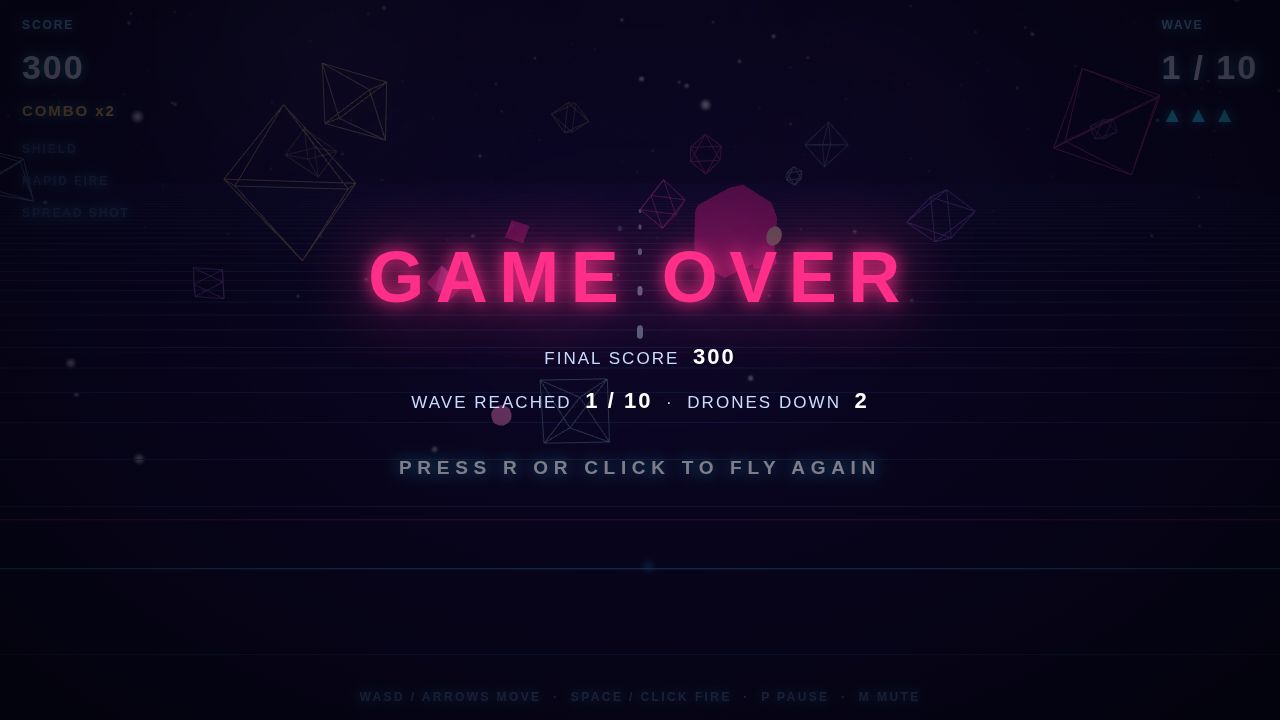 SCORE
300
COMBO x2
SHIELD
RAPID FIRE
SPREAD SHOT
WAVE
1 / 10
GAME OVER
FINAL SCORE 300
WAVE REACHED 1 / 10 · DRONES DOWN 2
PRESS R OR CLICK TO FLY AGAIN
WASD / ARROWS MOVE · SPACE / CLICK FIRE · P PAUSE · M MUTE